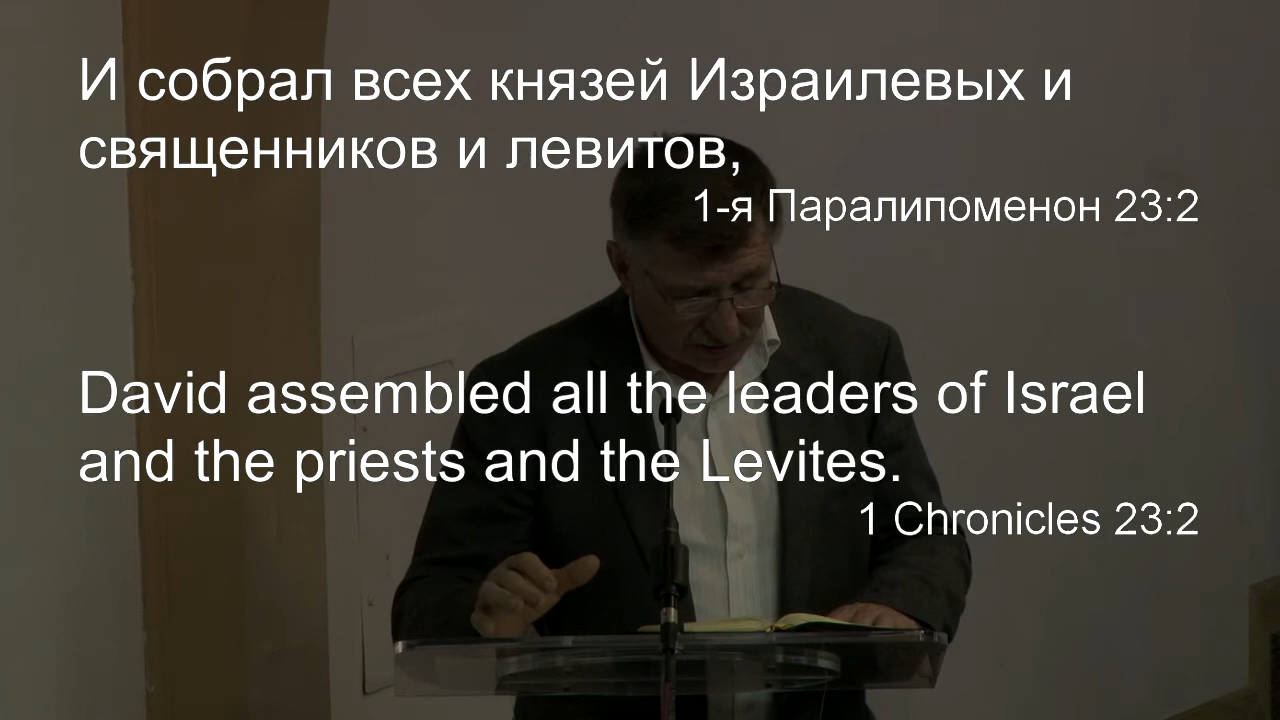 И собрал всех князей Израилевых и
священников и левитов,
1-я Паралипоменон 23:2
David assembled all the leaders of Israel
and the priests and the Levites.
1 Chronicles 23:2